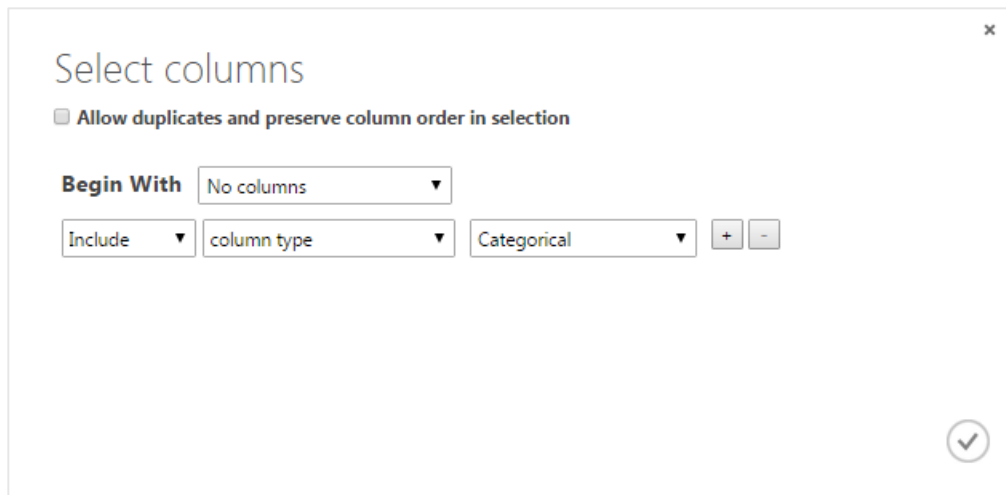 Select columns
Allow duplicates and preserve column order in selection
Begin With No columns
Include column type Categorical + -